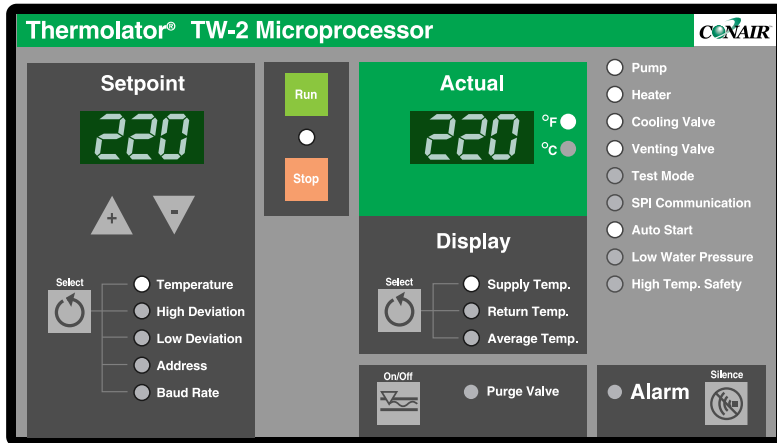 Thermolator® TW-2 Microprocessor
CONAIR
Setpoint
220
+
-
Select
Temperature
High Deviation
Low Deviation
Address
Baud Rate
Run
Stop
Actual
220
°F
°C
Display
Select
Supply Temp.
Return Temp.
Average Temp.
On/Off
Purge Valve
Pump
Heater
Cooling Valve
Venting Valve
Test Mode
SPI Communication
Auto Start
Low Water Pressure
High Temp. Safety
Alarm
Silence